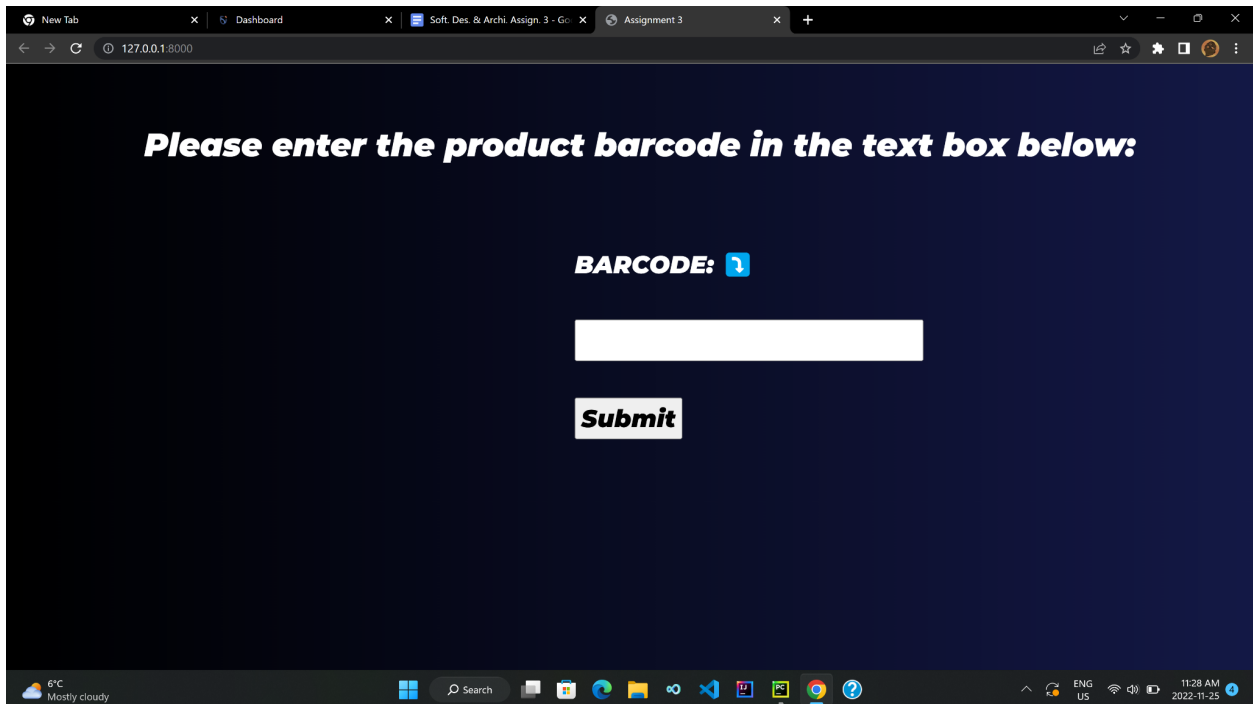 New Tab
Dashboard
Soft. Des. & Archi. Assign. 3 - Go
Assignment 3
127.0.0.1:8000
Please enter the product barcode in the text box below:
BARCODE:
Submit
6°C
Mostly cloudy
Search
IJ
PC
ENG
US
11:28 AM
2022-11-25
4